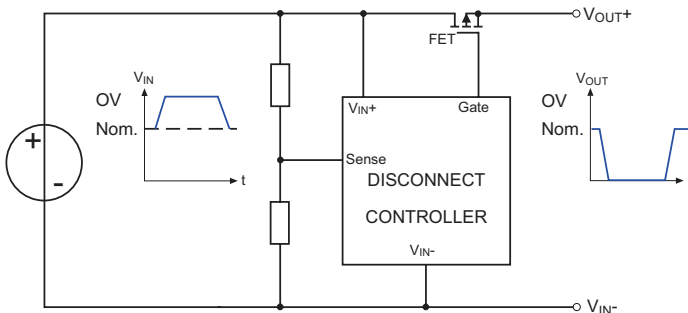 VOUT+
FET
VIN
OV
Nom.
t
+
-
VIN+
Gate
Sense
DISCONNECT
CONTROLLER
VIN-
VOUT
OV
Nom.
VIN-